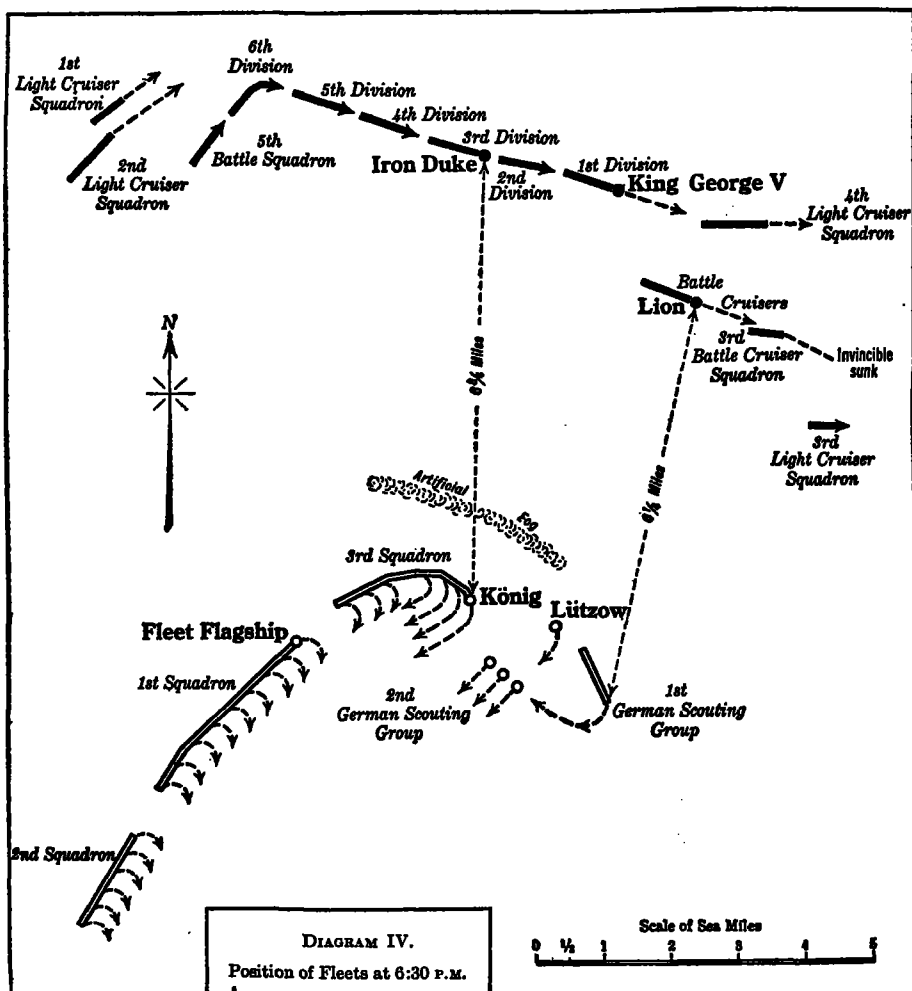 6th
Division
1st
Light Cruiser
Squadron
5th Division
4th Division
3rd Division
5th
Battle Squadron
Iron Duke
2nd
Division
1st Division
King George V
2nd
Light Cruiser
Squadron
4th
Light Cruiser
Squadron
Battle
Cruisers
Lion
3rd
Battle Cruiser
Squadron
Invincible
sunk
N
Miles
Miles
3rd
Light Cruiser
Squadron
Artificial
Fog
3rd Squadron
König
Lützow
Fleet Flagship
1st Squadron
2nd
German Scouting
Group
1st
German Scouting
Group
2nd Squadron
DIAGRAM IV.
Position of Fleets at 6:30 P.M.
Scale of Sea Miles
0 ½ 1 2 3 4 5